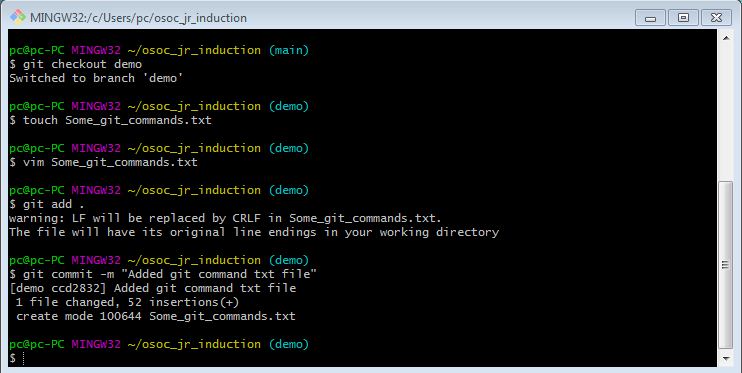 MINGW32:/c/Users/pc/osoc_jr_induction
pc@pc-PC MINGW32 ~/osoc_jr_induction (main)
$ git checkout demo
Switched to branch 'demo'
pc@pc-PC MINGW32 ~/osoc_jr_induction (demo)
$ touch Some_git_commands.txt
pc@pc-PC MINGW32 ~/osoc_jr_induction (demo)
$ vim Some_git_commands.txt
pc@pc-PC MINGW32 ~/osoc_jr_induction (demo)
$ git add .
warning: LF will be replaced by CRLF in Some_git_commands.txt.
The file will have its original line endings in your working directory
pc@pc-PC MINGW32 ~/osoc_jr_induction (demo)
$ git commit -m "Added git command txt file"
[demo ccd2832] Added git command txt file
 1 file changed, 52 insertions(+)
 create mode 100644 Some_git_commands.txt
pc@pc-PC MINGW32 ~/osoc_jr_induction (demo)
$